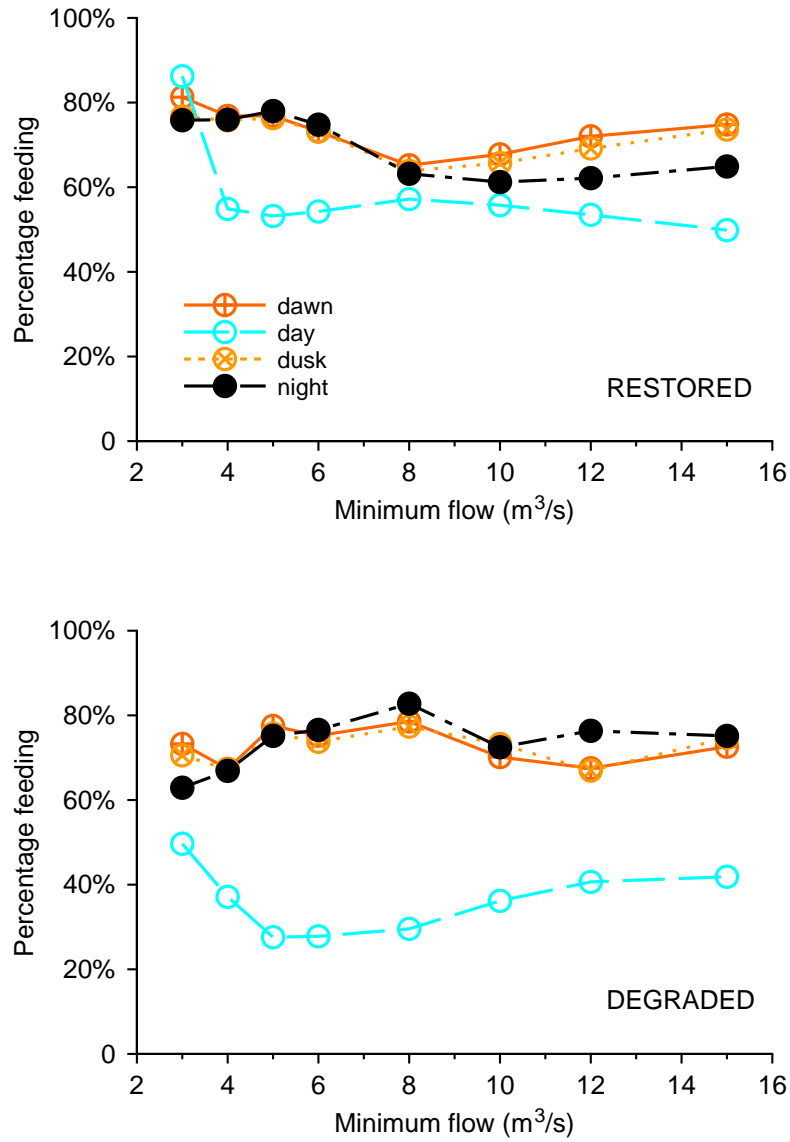 100%
80%
60%
40%
20%
0
Percentage feeding
dawn
day
dusk
night
RESTORED
2 4 6 8 10 12 14 16
Minimum flow (m³/s)
100%
80%
60%
40%
20%
0
Percentage feeding
DEGRADED
2 4 6 8 10 12 14 16
Minimum flow (m³/s)